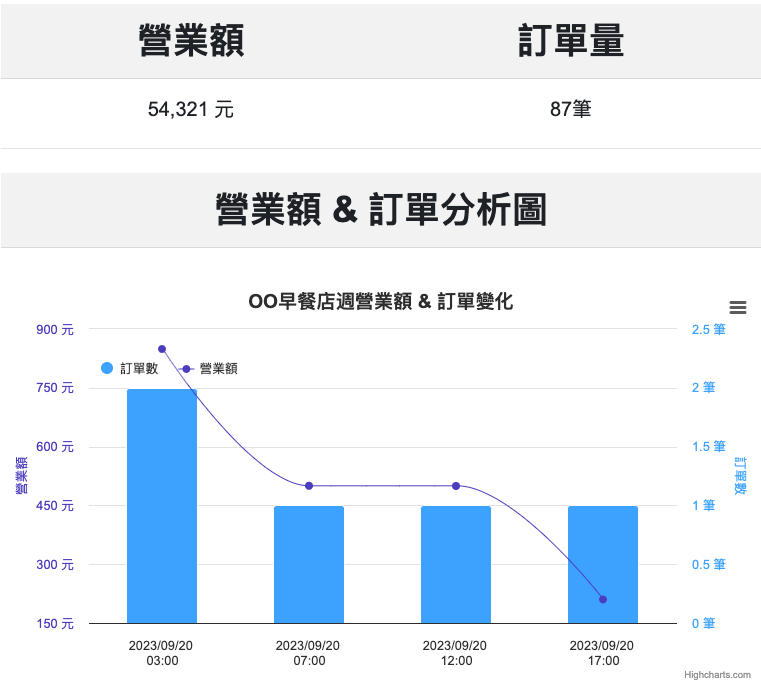 營業額 訂單量
54,321 元 87筆
營業額 & 訂單分析圖
OO早餐店週營業額 & 訂單變化
訂單數 營業額
營業額
900 元
750 元
600 元
450 元
300 元
150 元
2.5 筆
2 筆
1.5 筆
1 筆
0.5 筆
0 筆
訂單數
2023/09/20
03:00
2023/09/20
07:00
2023/09/20
12:00
2023/09/20
17:00
Highcharts.com